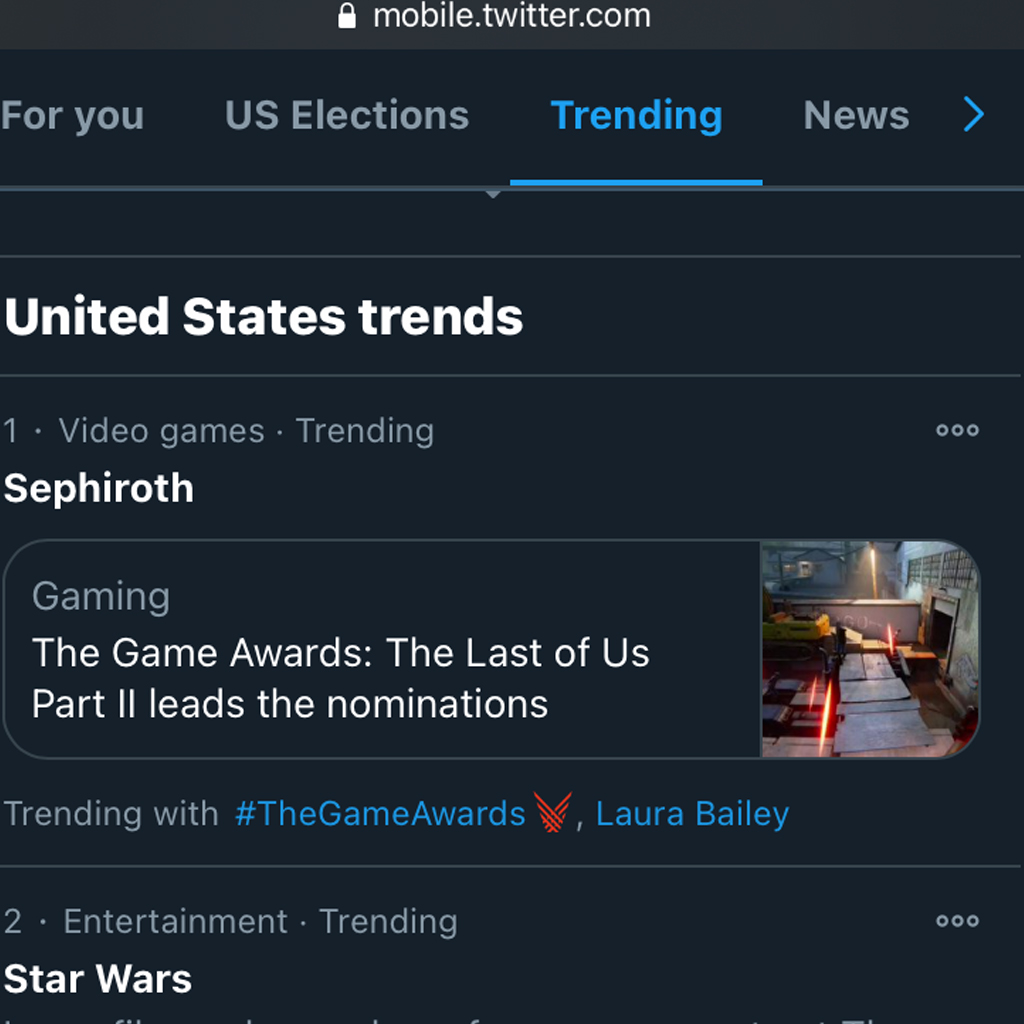 mobile.twitter.com
For you US Elections Trending News
United States trends
1 · Video games · Trending
Sephiroth
Gaming
The Game Awards: The Last of Us
Part II leads the nominations
Trending with #TheGameAwards, Laura Bailey
2 · Entertainment · Trending
Star Wars